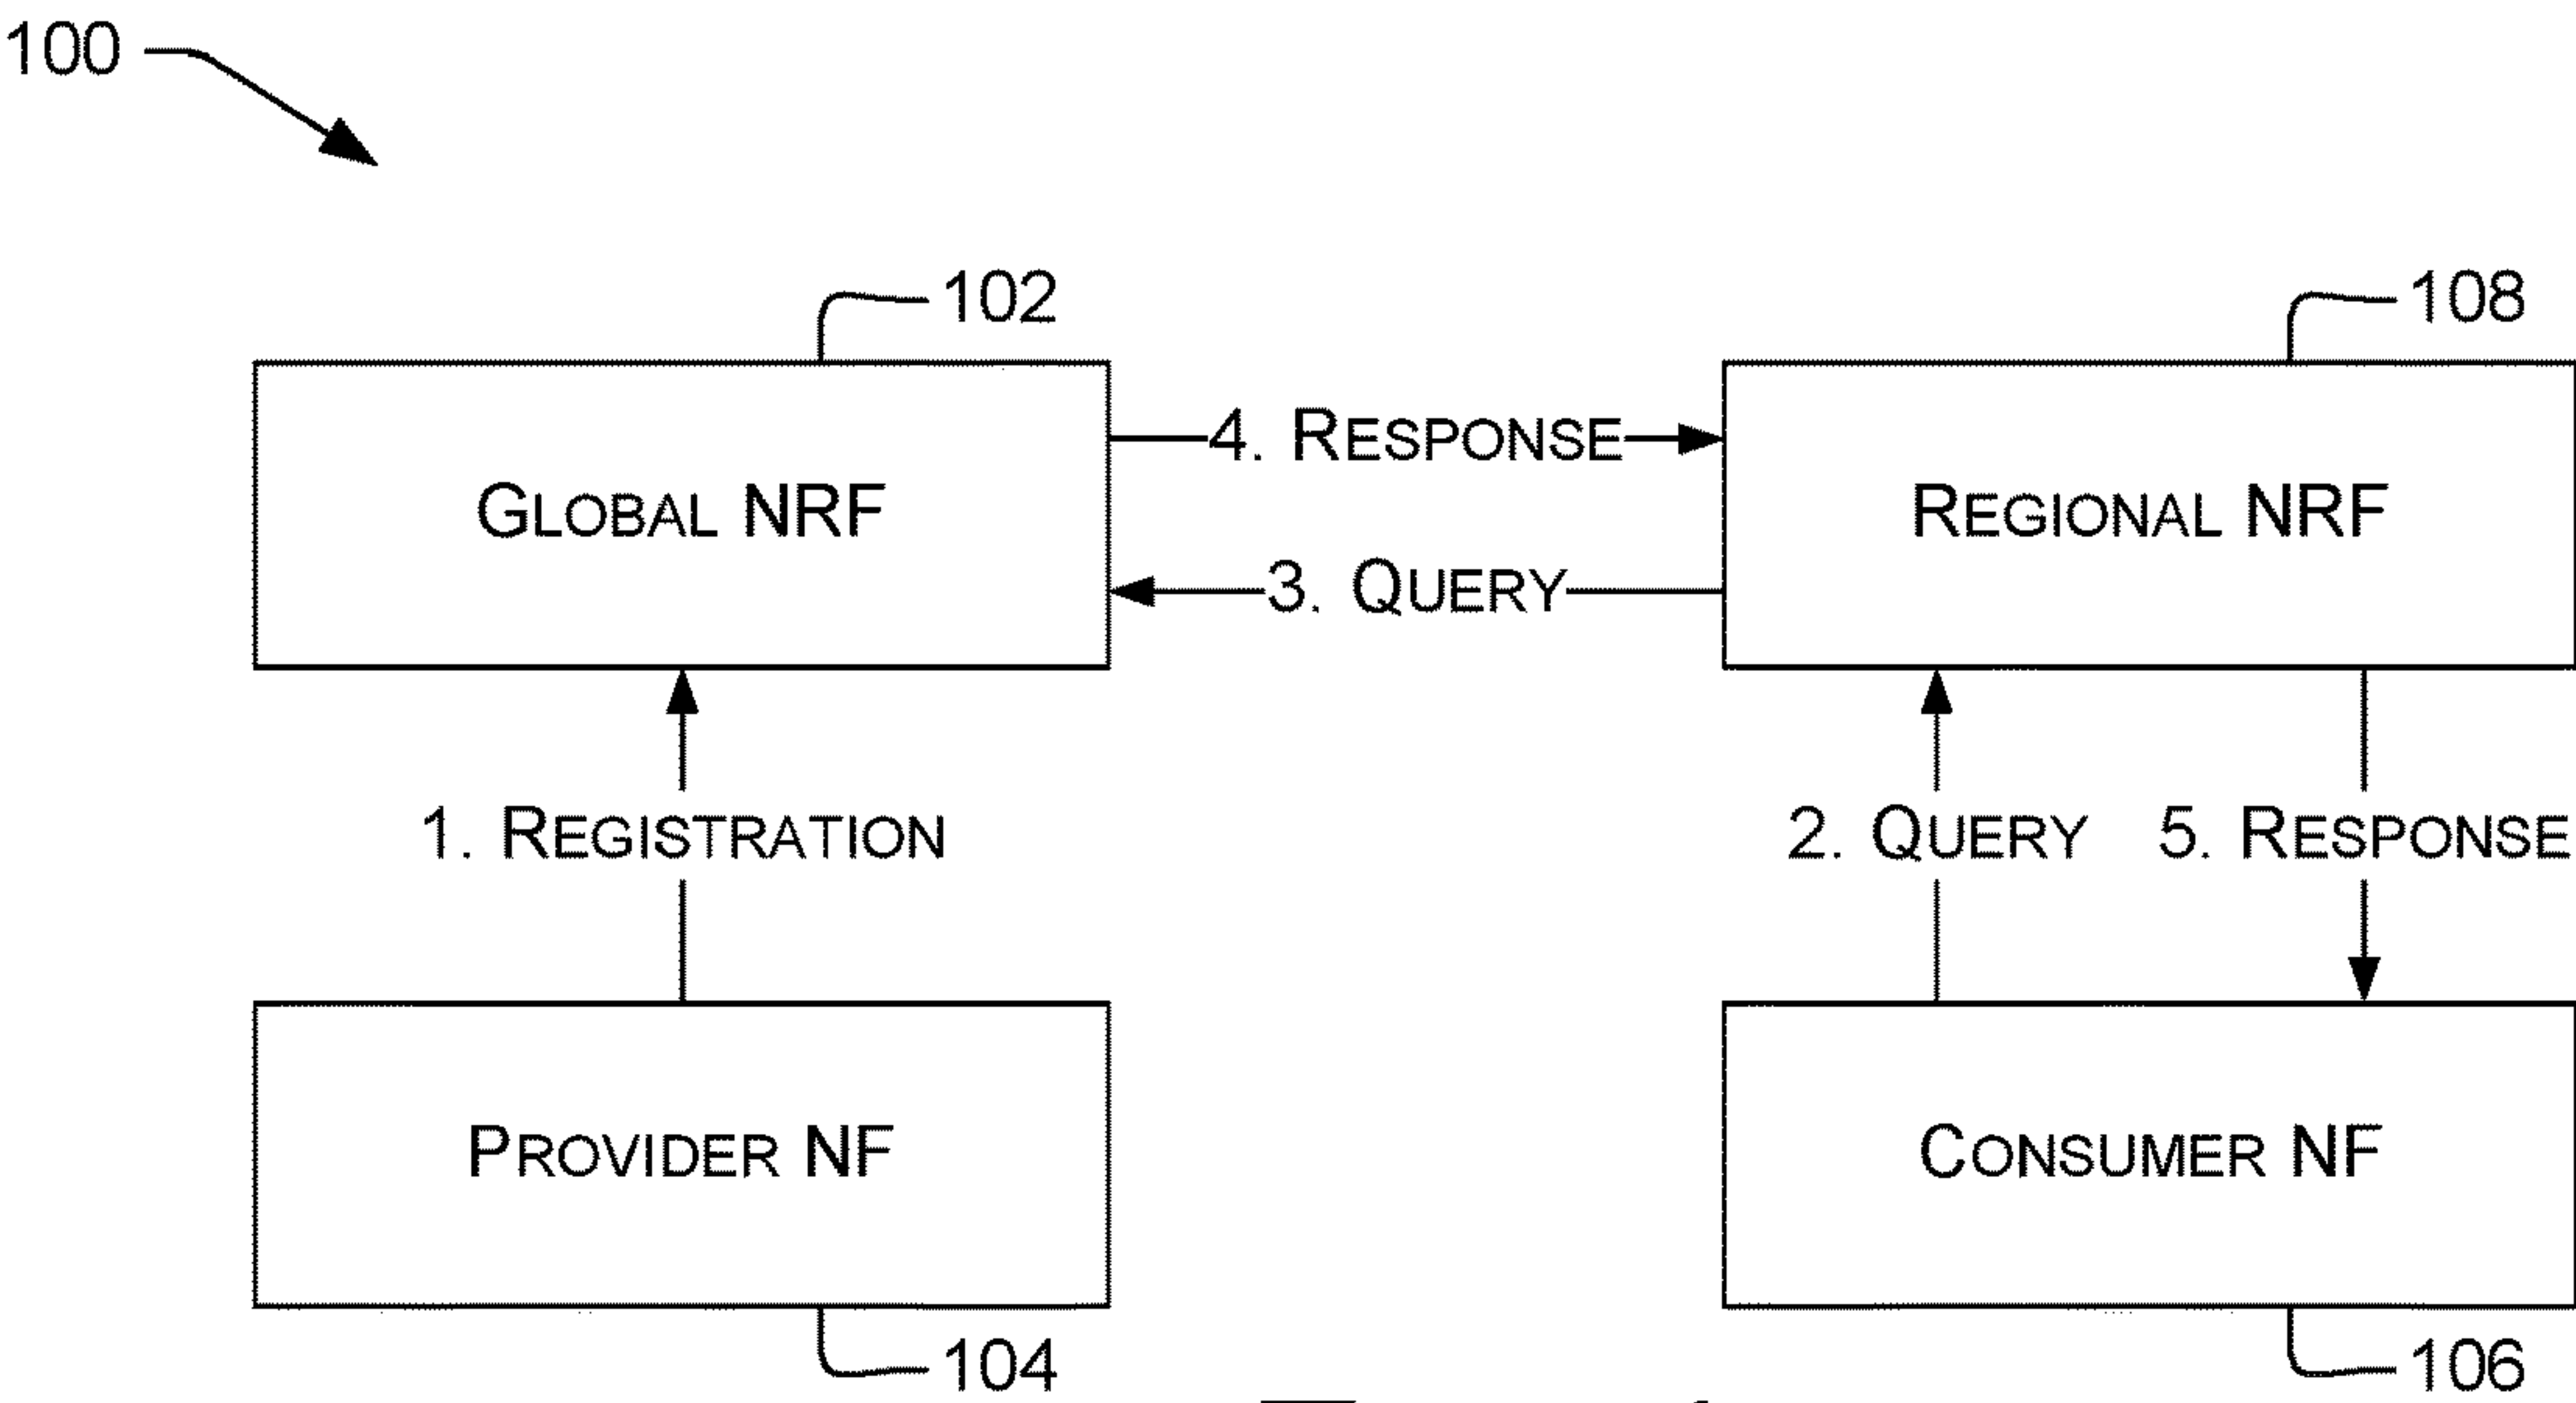 100
102
108
4. RESPONSE
GLOBAL NRF
REGIONAL NRF
3. QUERY
1. REGISTRATION
2. QUERY
5. RESPONSE
PROVIDER NF
CONSUMER NF
104
106